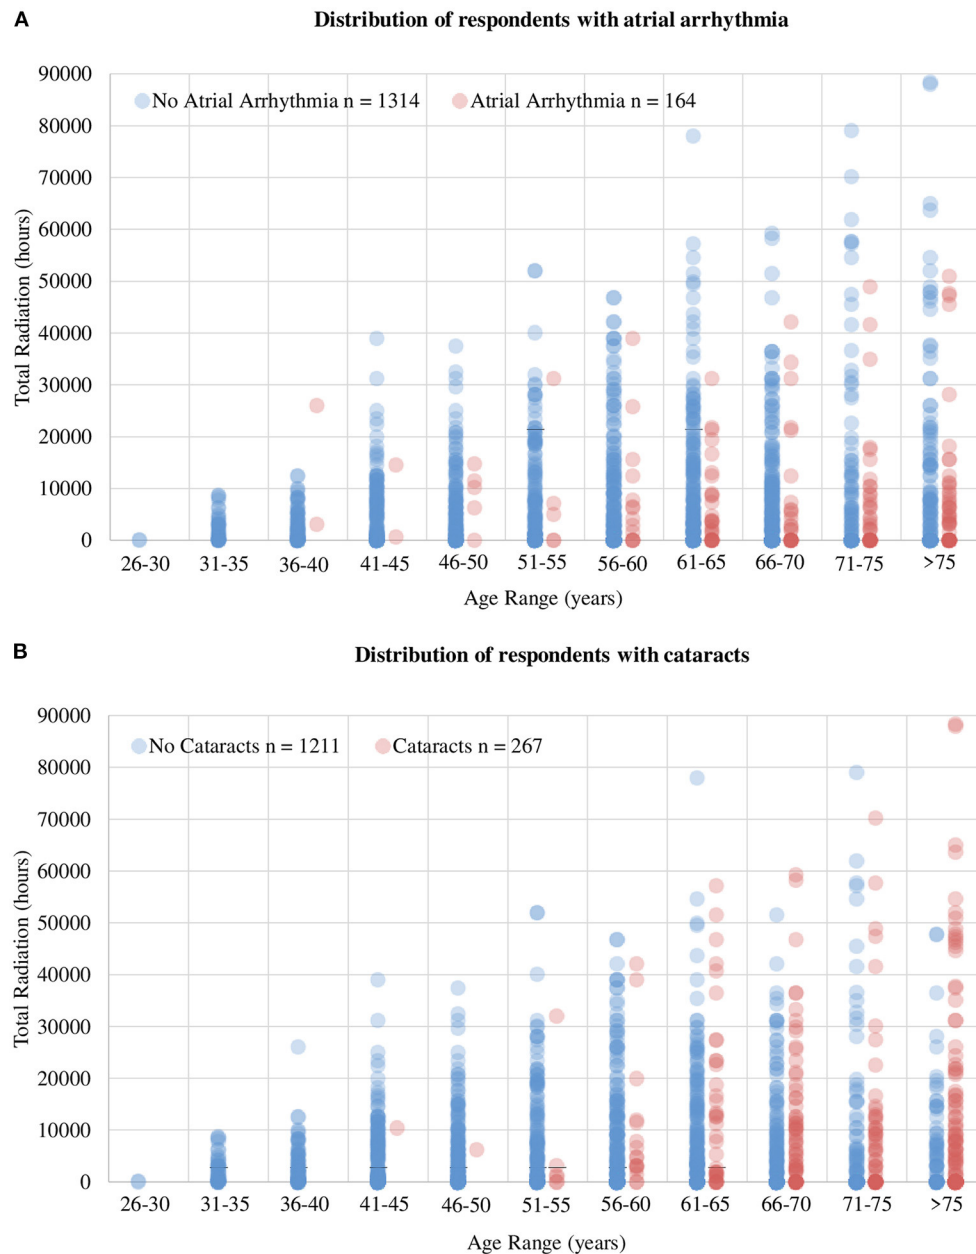 A
Distribution of respondents with atrial arrhythmia
90000
No Atrial Arrhythmia n = 1314 Atrial Arrhythmia n = 164
80000
70000
60000
50000
40000
30000
20000
10000
0
Total Radiation (hours)
26-30 31-35 36-40 41-45 46-50 51-55 56-60 61-65 66-70 71-75 >75
Age Range (years)
B
Distribution of respondents with cataracts
90000
No Cataracts n = 1211 Cataracts n = 267
80000
70000
60000
50000
40000
30000
20000
10000
0
Total Radiation (hours)
26-30 31-35 36-40 41-45 46-50 51-55 56-60 61-65 66-70 71-75 >75
Age Range (years)